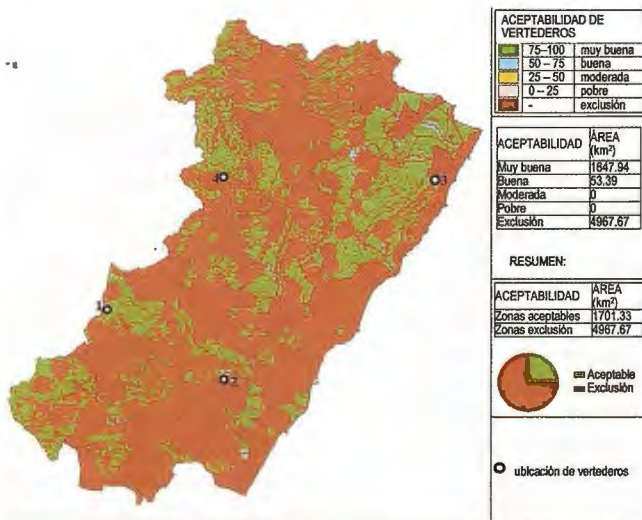 ACEPTABILIDAD DE
VERTEDEROS
75–100 muy buena
50 – 75 buena
25 – 50 moderada
0 – 25 pobre
- exclusión
ACEPTABILIDAD ÁREA (km²)
Muy buena 1647.94
Buena 53.39
Moderada 0
Pobre 0
Exclusión 4967.67
RESUMEN:
ACEPTABILIDAD ÁREA (km²)
Zonas aceptables 1701.33
Zonas exclusión 4967.67
Aceptable
Exclusión
ubicación de vertederos
4
3
1
2